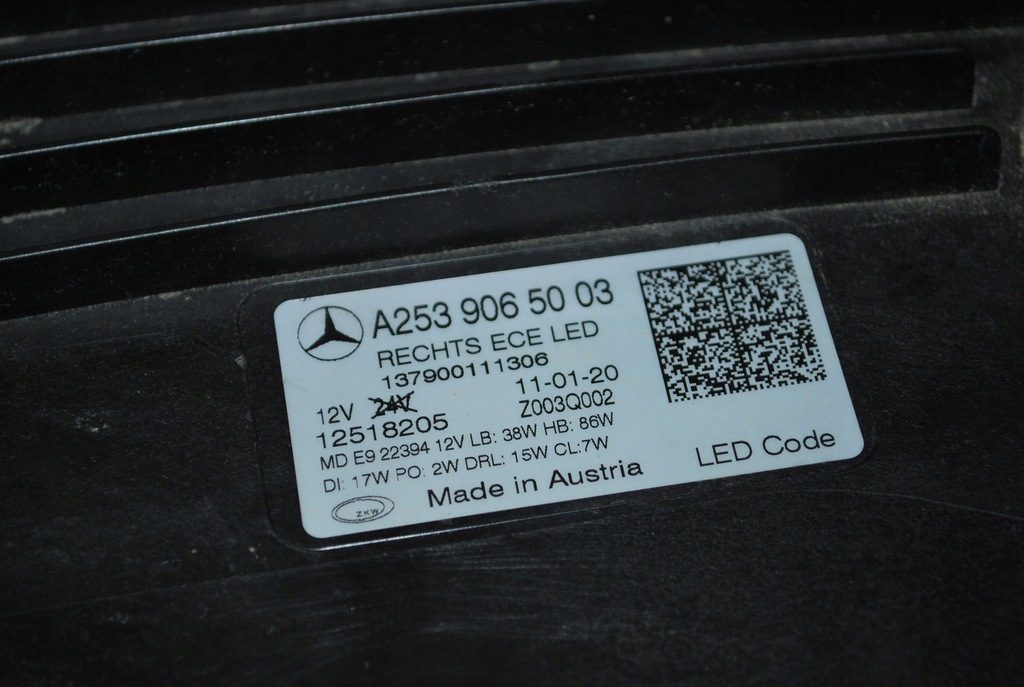 A253 906 50 03
RECHTS ECE LED
137900111306
12V 24V 11-01-20
12518205 Z003Q002
MD E9 22394 12V LB: 38W HB: 86W
DI: 17W PO: 2W DRL: 15W CL:7W
ZKW Made in Austria LED Code